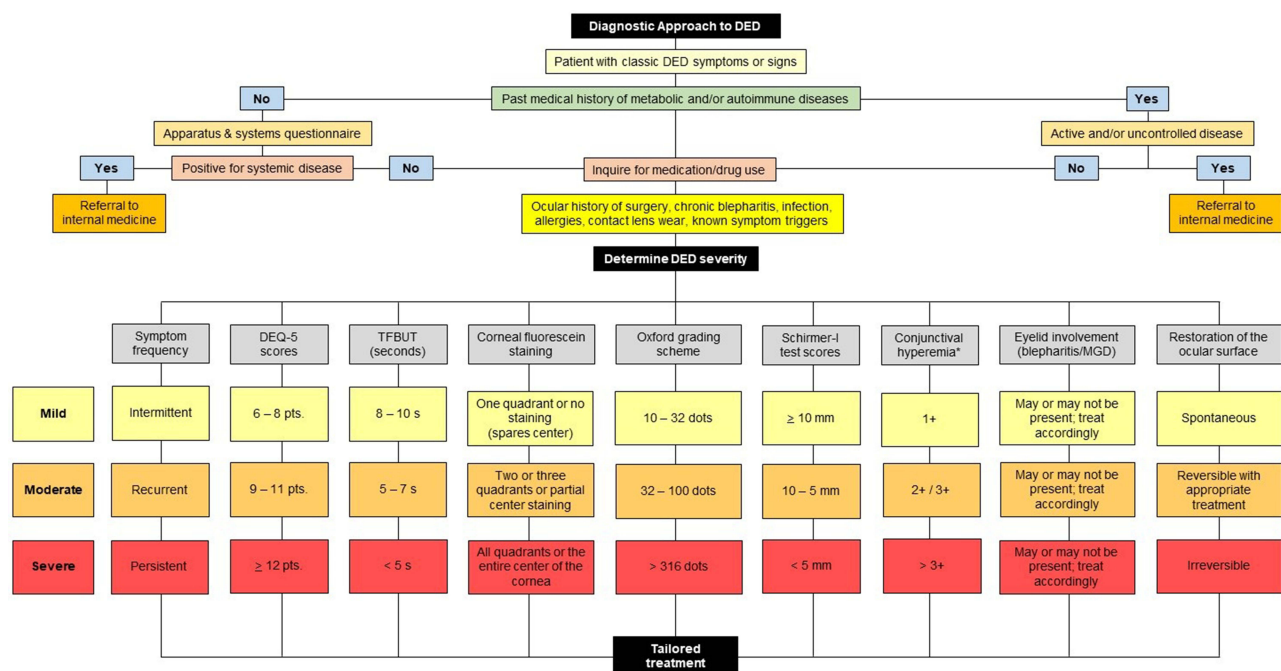 Diagnostic Approach to DED
Patient with classic DED symptoms or signs
No
Past medical history of metabolic and/or autoimmune diseases
Yes
Apparatus & systems questionnaire
Active and/or uncontrolled disease
Yes
Positive for systemic disease
No
Inquire for medication/drug use
No
Yes
Referral to
internal medicine
Ocular history of surgery, chronic blepharitis, infection,
allergies, contact lens wear, known symptom triggers
Referral to
internal medicine
Determine DED severity
Symptom
frequency
DEQ-5
scores
TFBUT
(seconds)
Corneal fluorescein
staining
Oxford grading
scheme
Schirmer-I
test scores
Conjunctival
hyperemia*
Eyelid involvement
(blepharitis/MGD)
Restoration of the
ocular surface
Mild
Intermittent
6 – 8 pts.
8 – 10 s
One quadrant or no
staining
(spares center)
10 – 32 dots
≥ 10 mm
1+
May or may not be
present; treat
accordingly
Spontaneous
Moderate
Recurrent
9 – 11 pts.
5 – 7 s
Two or three
quadrants or partial
center staining
32 – 100 dots
10 – 5 mm
2+ / 3+
May or may not be
present; treat
accordingly
Reversible with
appropriate
treatment
Severe
Persistent
≥ 12 pts.
< 5 s
All quadrants or the
entire center of the
cornea
> 316 dots
< 5 mm
> 3+
May or may not be
present; treat
accordingly
Irreversible
Tailored
treatment